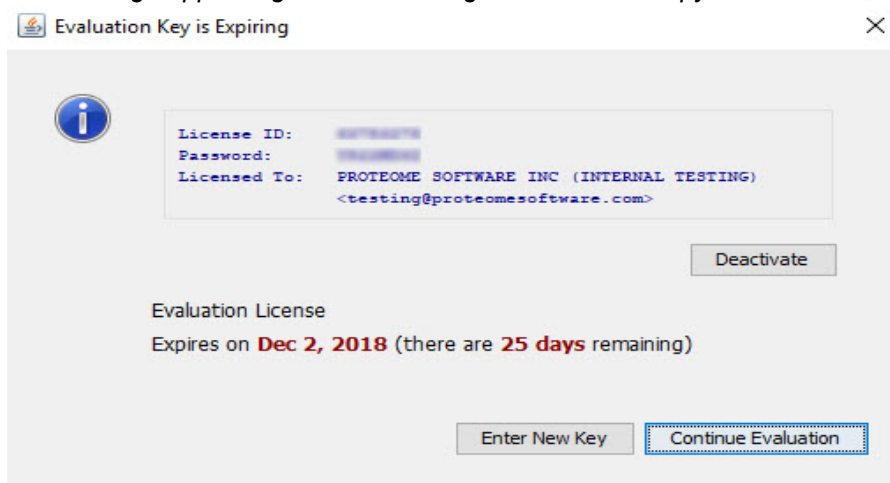 Evaluation Key is Expiring
License ID:
Password:
Licensed To: PROTEOME SOFTWARE INC (INTERNAL TESTING)
<testing@proteomesoftware.com>
Deactivate
Evaluation License
Expires on Dec 2, 2018 (there are 25 days remaining)
Enter New Key Continue Evaluation